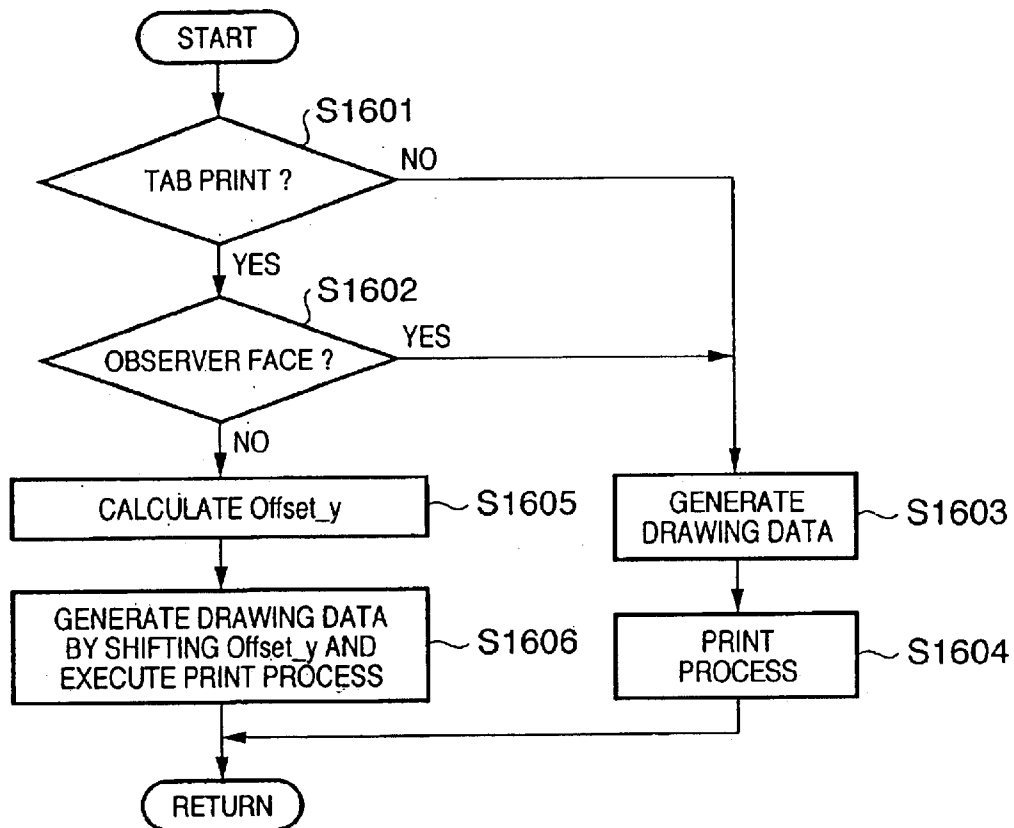 START
S1601
TAB PRINT ?
NO
YES
S1602
OBSERVER FACE ?
YES
NO
CALCULATE Offset_y
S1605
GENERATE
DRAWING DATA
S1603
GENERATE DRAWING DATA
BY SHIFTING Offset_y AND
EXECUTE PRINT PROCESS
S1606
PRINT
PROCESS
S1604
RETURN